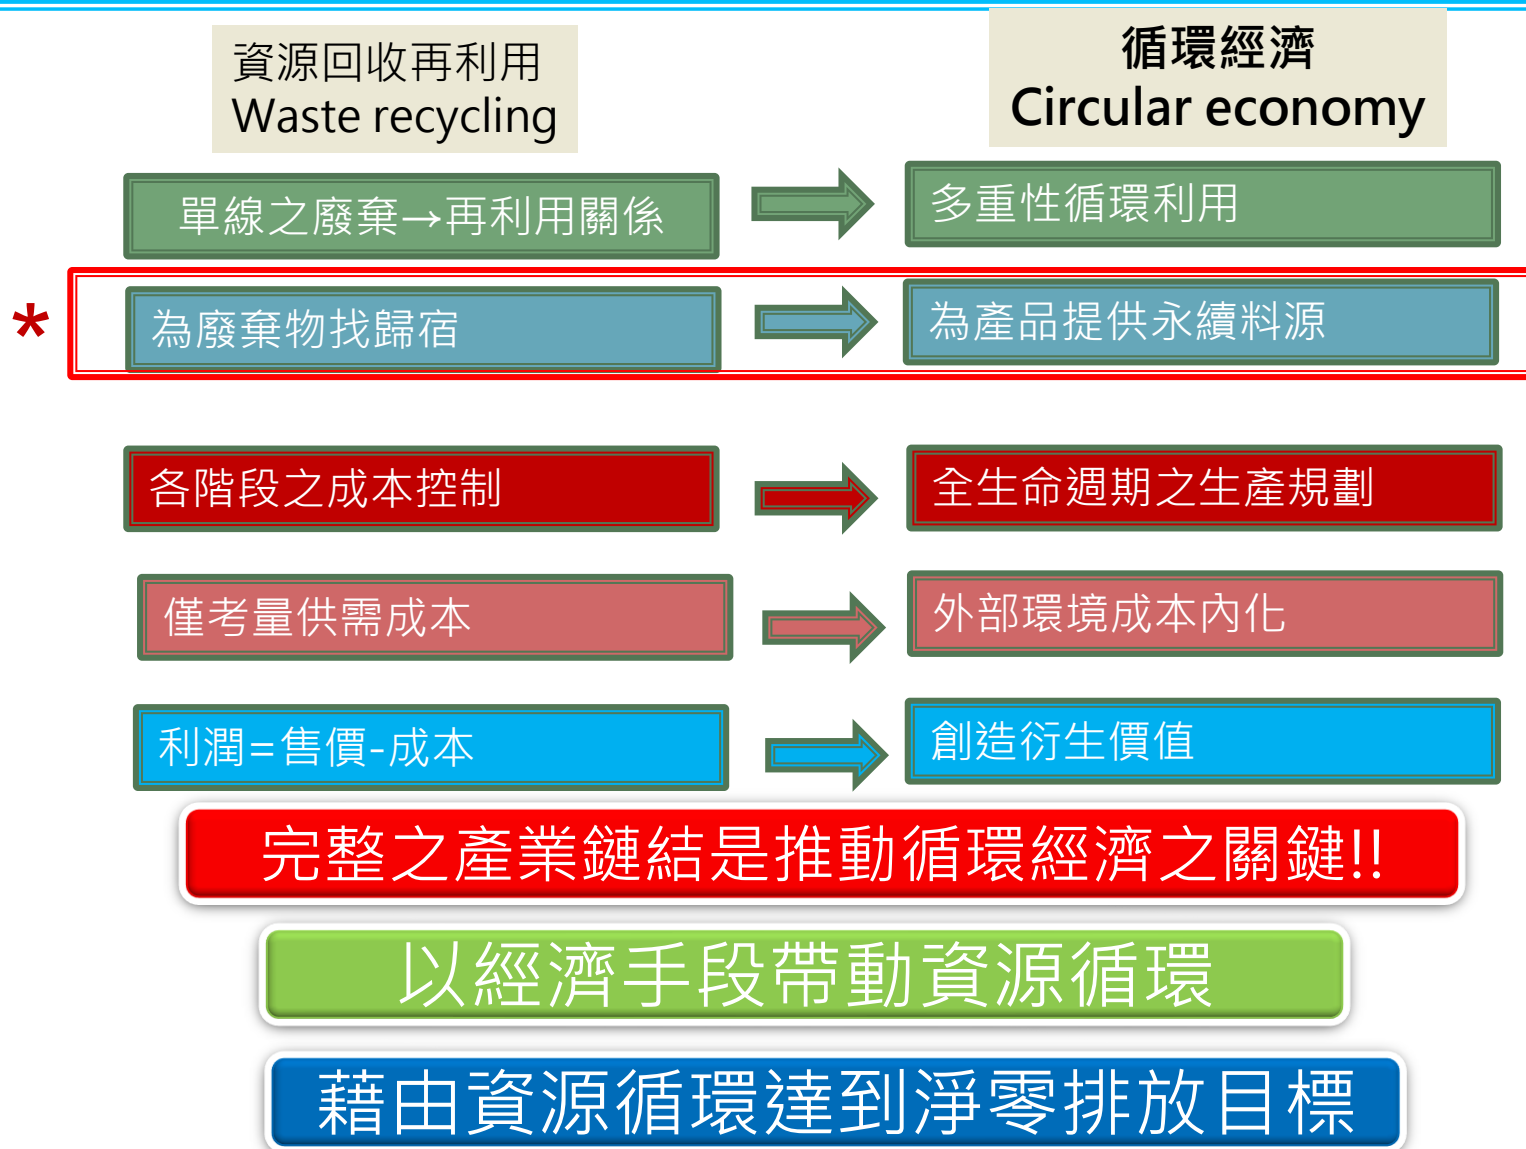 資源回收再利用
Waste recycling
循環經濟
Circular economy
單線之廢棄→再利用關係
多重性循環利用
*
為廢棄物找歸宿
為產品提供永續料源
各階段之成本控制
全生命週期之生產規劃
僅考量供需成本
外部環境成本內化
利潤=售價-成本
創造衍生價值
完整之產業鏈結是推動循環經濟之關鍵!!
以經濟手段帶動資源循環
藉由資源循環達到淨零排放目標